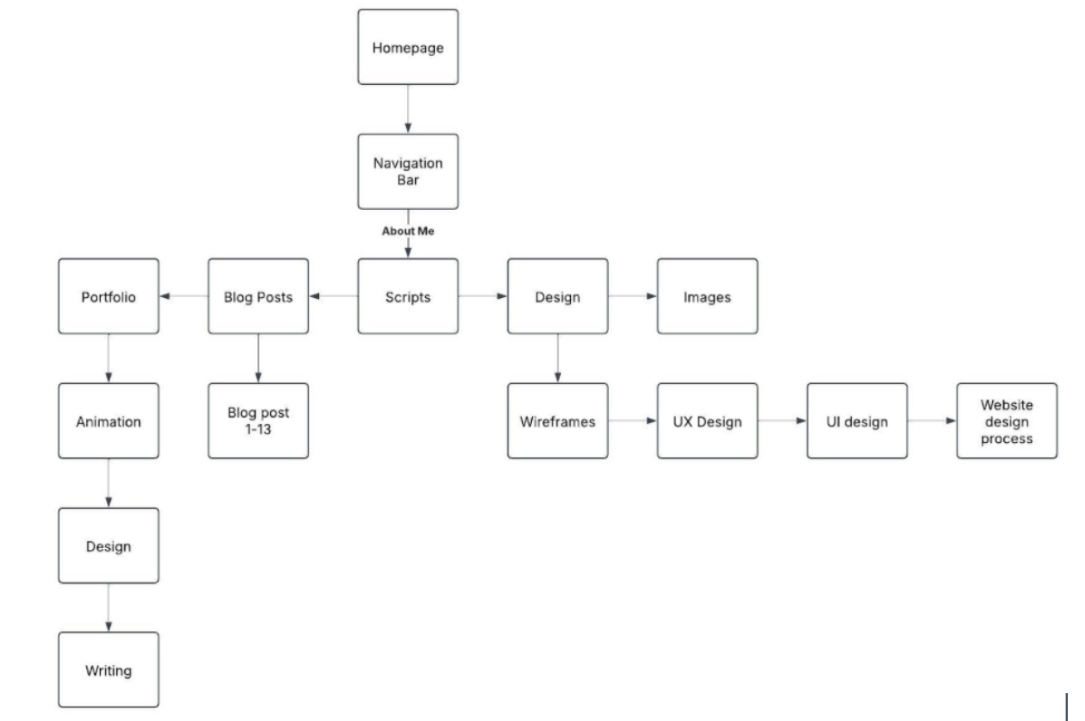 Homepage
Navigation
Bar
About Me
Portfolio
Blog Posts
Scripts
Design
Images
Animation
Blog post
1-13
Wireframes
UX Design
UI design
Website
design
process
Design
Writing